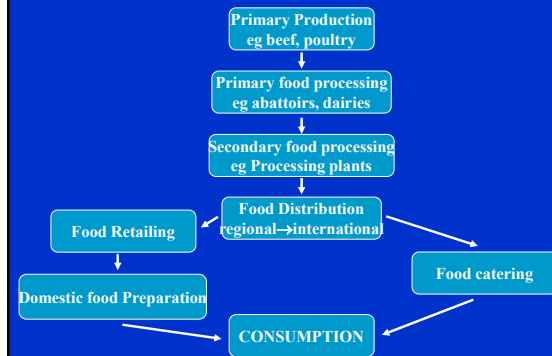 Primary Production
eg beef, poultry
Primary food processing
eg abattoirs, dairies
Secondary food processing
eg Processing plants
Food Distribution
regional→international
Food Retailing
Food catering
Domestic food Preparation
CONSUMPTION